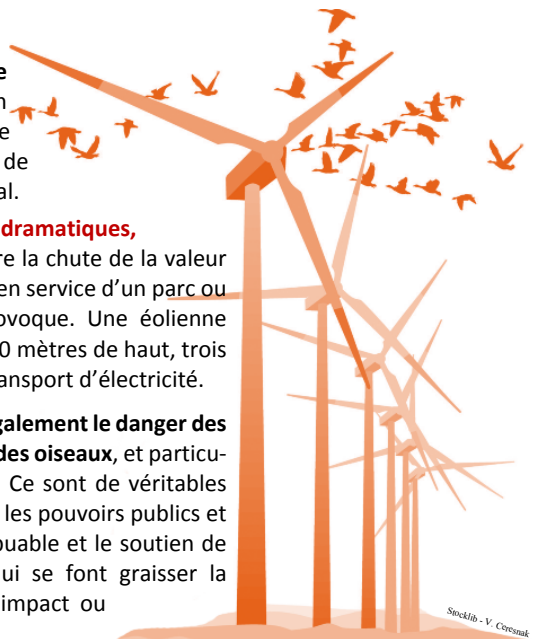 e
n
e
de
al.
dramatiques,
re la chute de la valeur
en service d’un parc ou
ovoque. Une éolienne
0 mètres de haut, trois
ansport d’électricité.
galement le danger des
des oiseaux, et particu-
Ce sont de véritables
les pouvoirs publics et
puable et le soutien de
ui se font graisser la
impact ou
Stocklib - V. Ceresnak